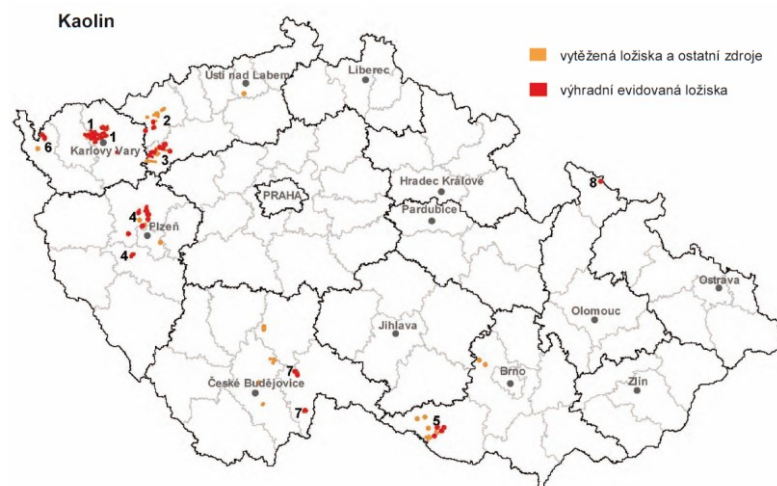 Kaolin
vytěžená ložiska a ostatní zdroje
výhradní evidovaná ložiska
Ústí nad Labem
Liberec
1
2
1
6
Karlovy Vary
3
Hradec Králové
8
PRAHA
Pardubice
4
Plzeň
4
Ostrava
Olomouc
Jihlava
7
České Budějovice
Brno
Zlín
7
5